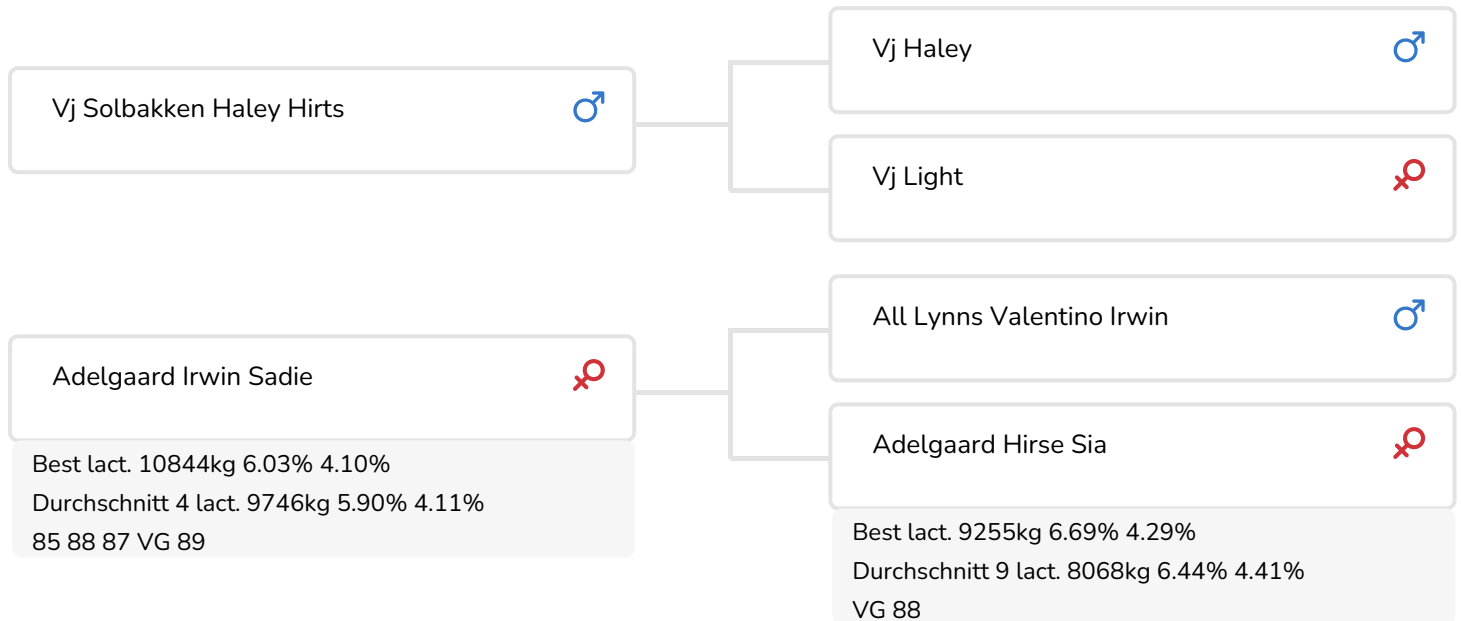 Vj Solbakken Haley Hirts
Vj Haley
Vj Light
Adelgaard Irwin Sadie
Best lact. 10844kg 6.03% 4.10%
Durchschnitt 4 lact. 9746kg 5.90% 4.11%
85 88 87 VG 89
All Lynns Valentino Irwin
Adelgaard Hirse Sia
Best lact. 9255kg 6.69% 4.29%
Durchschnitt 9 lact. 8068kg 6.44% 4.41%
VG 88